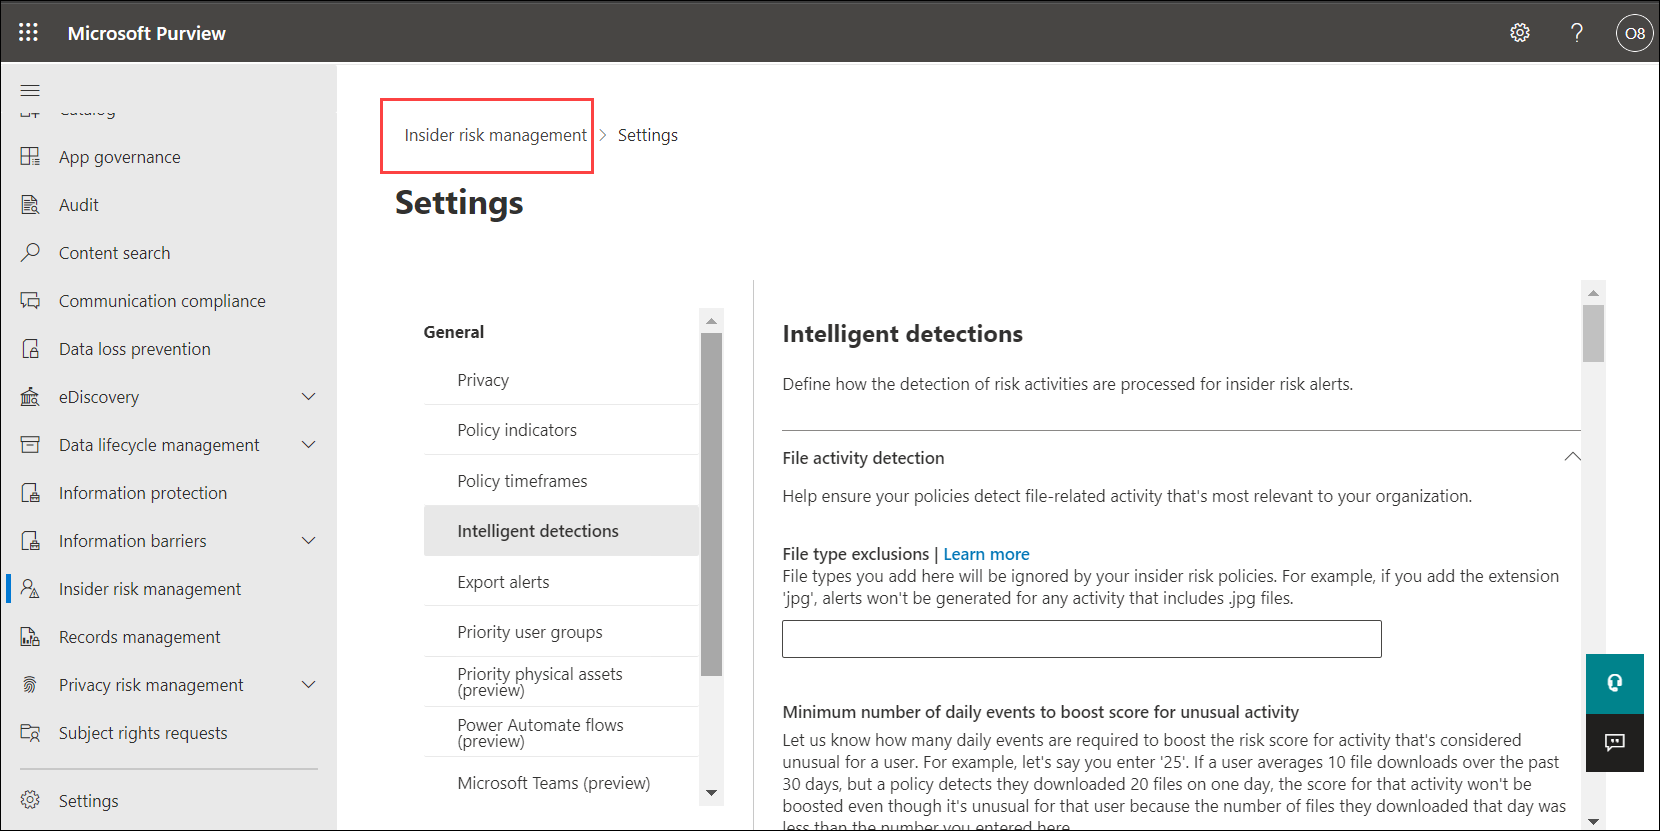 Microsoft Purview
O8
Catalog
App governance
Audit
Content search
Communication compliance
Data loss prevention
eDiscovery
Data lifecycle management
Information protection
Information barriers
Insider risk management
Records management
Privacy risk management
Subject rights requests
Settings
Insider risk management > Settings
Settings
General
Privacy
Policy indicators
Policy timeframes
Intelligent detections
Export alerts
Priority user groups
Priority physical assets
(preview)
Power Automate flows
(preview)
Microsoft Teams (preview)
Intelligent detections
Define how the detection of risk activities are processed for insider risk alerts.
File activity detection
Help ensure your policies detect file-related activity that's most relevant to your organization.
File type exclusions | Learn more
File types you add here will be ignored by your insider risk policies. For example, if you add the extension
'jpg', alerts won't be generated for any activity that includes .jpg files.
Minimum number of daily events to boost score for unusual activity
Let us know how many daily events are required to boost the risk score for activity that's considered
unusual for a user. For example, let's say you enter '25'. If a user averages 10 file downloads over the past
30 days, but a policy detects they downloaded 20 files on one day, the score for that activity won't be
boosted even though it's unusual for that user because the number of files they downloaded that day was
less than the number you entered here.